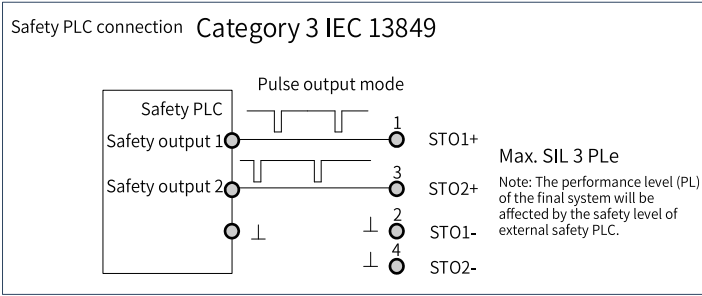 Safety PLC connection Category 3 IEC 13849
Pulse output mode
Safety PLC
Safety output 1
1
STO1+
Safety output 2
3
STO2+
2
STO1-
4
STO2-
Max. SIL 3 PLe
Note: The performance level (PL)
of the final system will be
affected by the safety level of
external safety PLC.